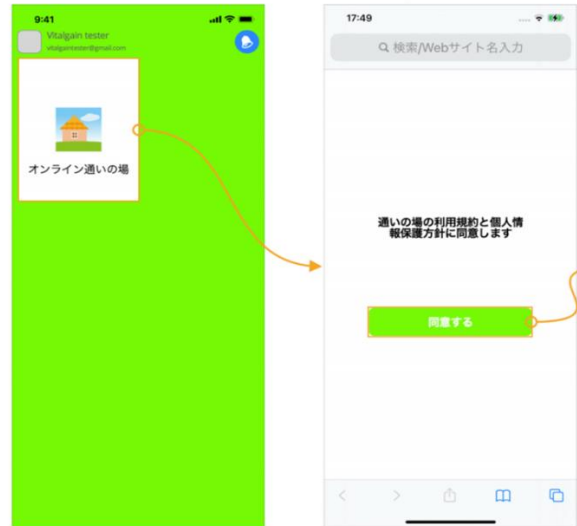 9:41
Vitalgain tester
vitalgaintester@gmail.com
オンライン通いの場
17:49
検索/Webサイト名入力
通いの場の利用規約と個人情
報保護方針に同意します
同意する